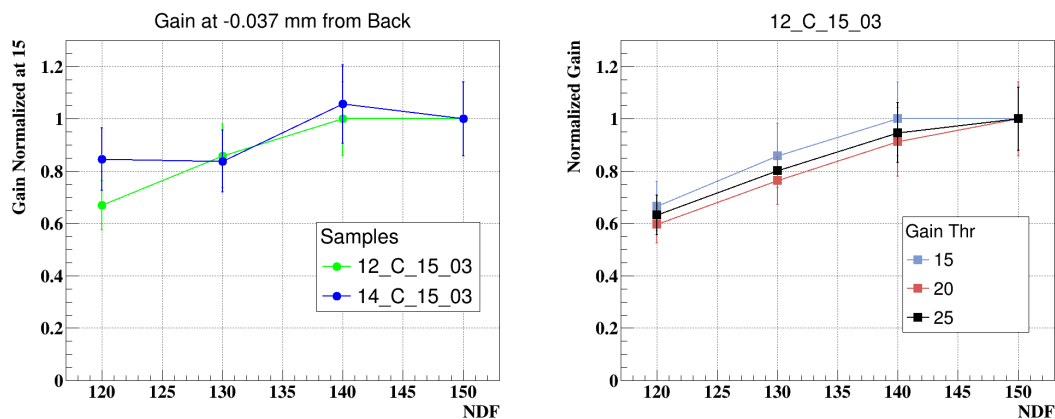 Gain at -0.037 mm from Back
Gain Normalized at 15
1.2
1
0.8
0.6
0.4
0.2
0
120 125 130 135 140 145 150
NDF
Samples
12_C_15_03
14_C_15_03
12_C_15_03
Normalized Gain
1.2
1
0.8
0.6
0.4
0.2
0
120 125 130 135 140 145 150
NDF
Gain Thr
15
20
25